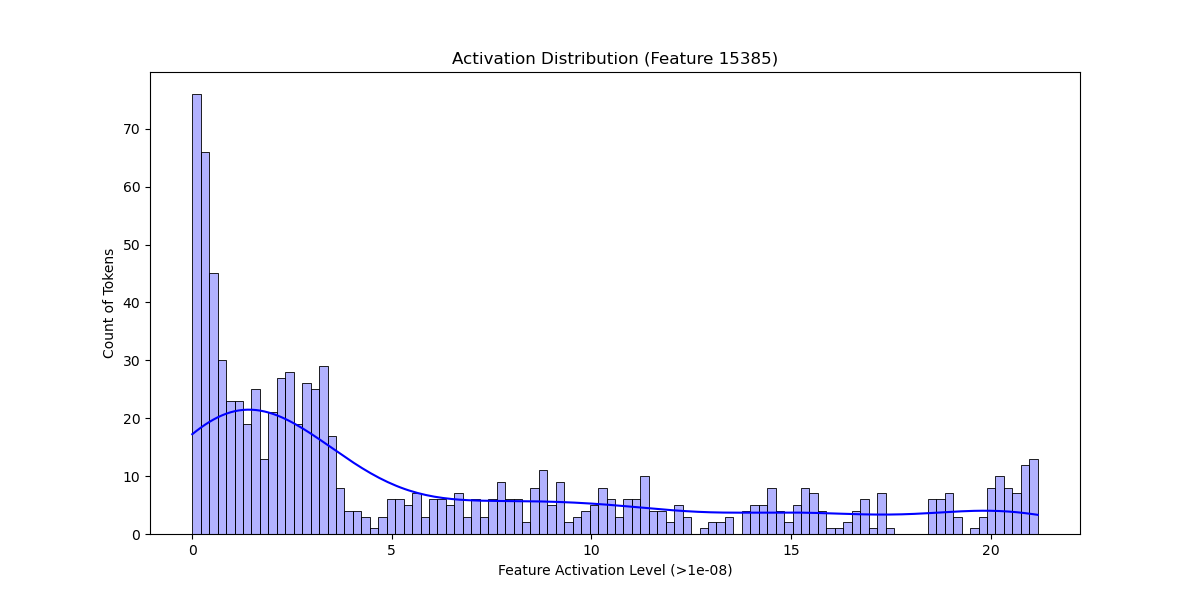 Activation Distribution (Feature 15385)
Count of Tokens
70
60
50
40
30
20
10
0
0 5 10 15 20
Feature Activation Level (>1e-08)